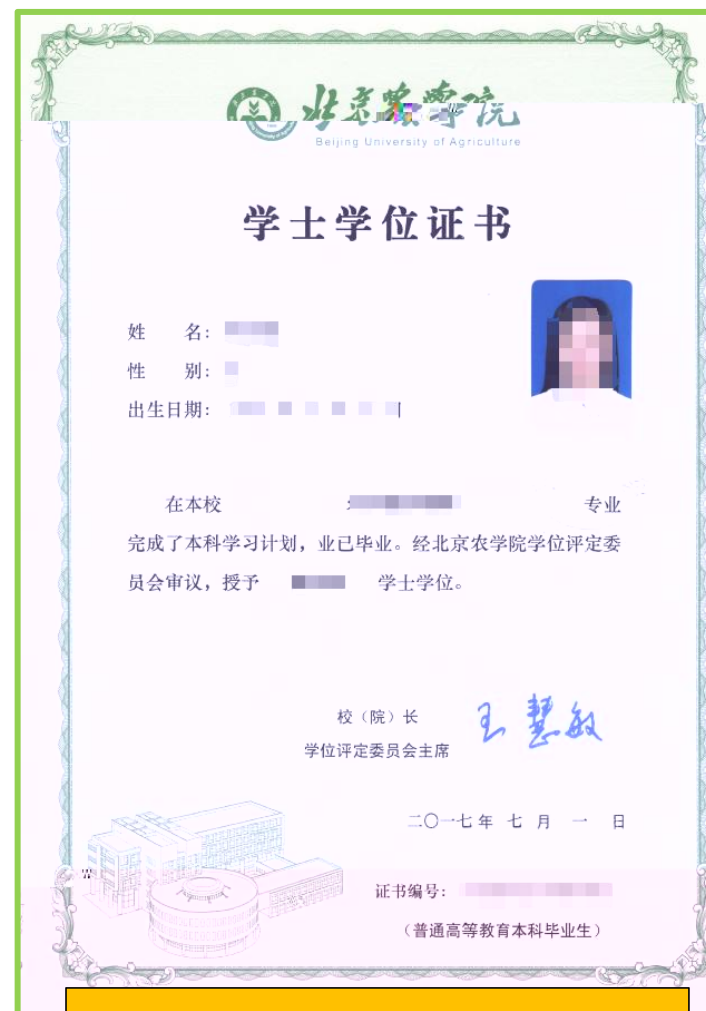 北京农学院
Beijing University of Agriculture
学士学位证书
姓 名：
性 别：
出生日期：
在本校 专业
完成了本科学习计划，业已毕业。经北京农学院学位评定委
员会审议，授予 学士学位。
校（院）长 王慧敏
学位评定委员会主席
二〇一七年 七 月 一 日
证书编号：
（普通高等教育本科毕业生）